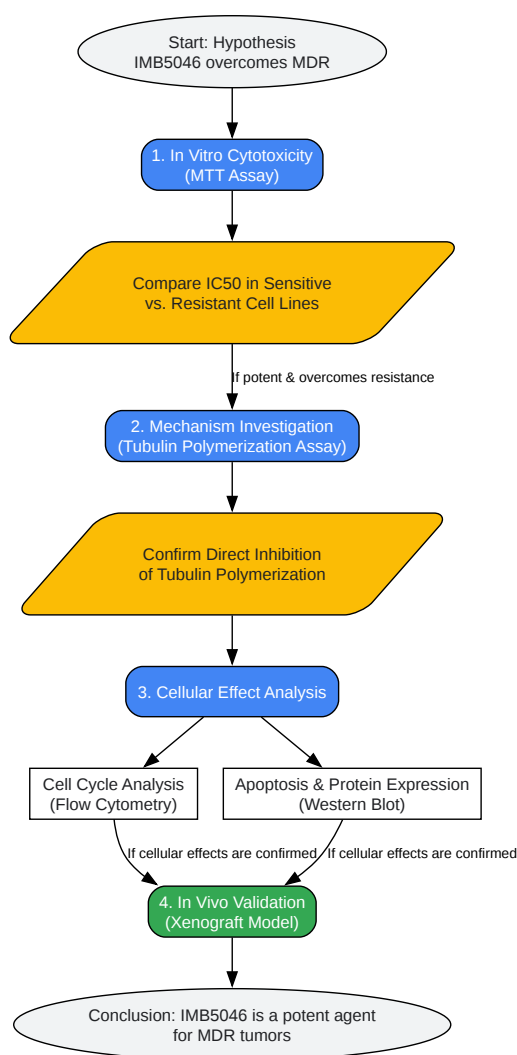 Start: Hypothesis
IMB5046 overcomes MDR
1. In Vitro Cytotoxicity
(MTT Assay)
Compare IC50 in Sensitive
vs. Resistant Cell Lines
If potent & overcomes resistance
2. Mechanism Investigation
(Tubulin Polymerization Assay)
Confirm Direct Inhibition
of Tubulin Polymerization
3. Cellular Effect Analysis
Cell Cycle Analysis
(Flow Cytometry)
Apoptosis & Protein Expression
(Western Blot)
If cellular effects are confirmed
If cellular effects are confirmed
4. In Vivo Validation
(Xenograft Model)
Conclusion: IMB5046 is a potent agent
for MDR tumors